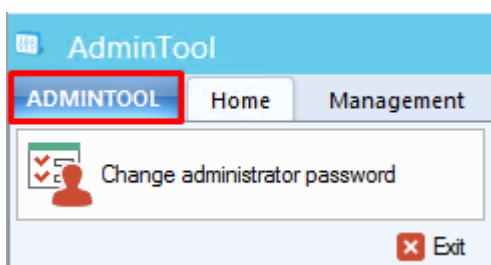 AdminTool
ADMINTOOL Home Management
Change administrator password
Exit